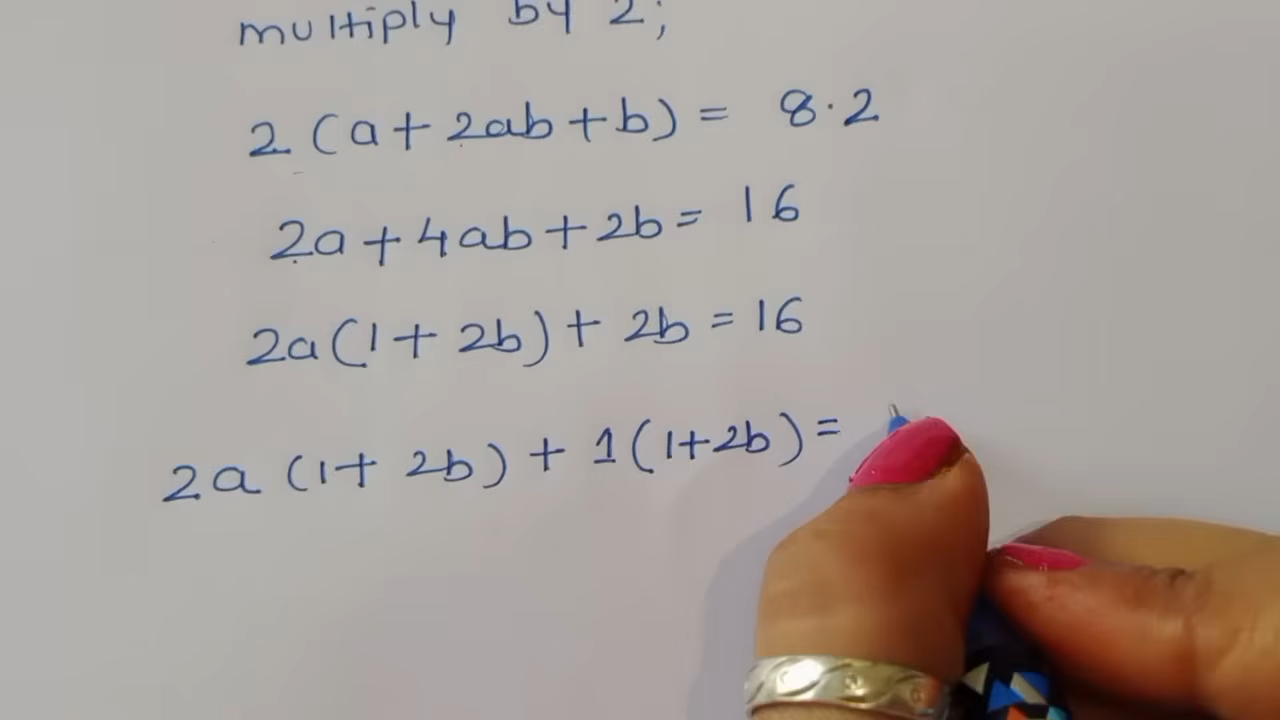 multiply by 2;
2 (a + 2ab + b) = 8·2
2a + 4ab + 2b = 16
2a(1 + 2b) + 2b = 16
2a (1 + 2b) + 1(1+2b) =